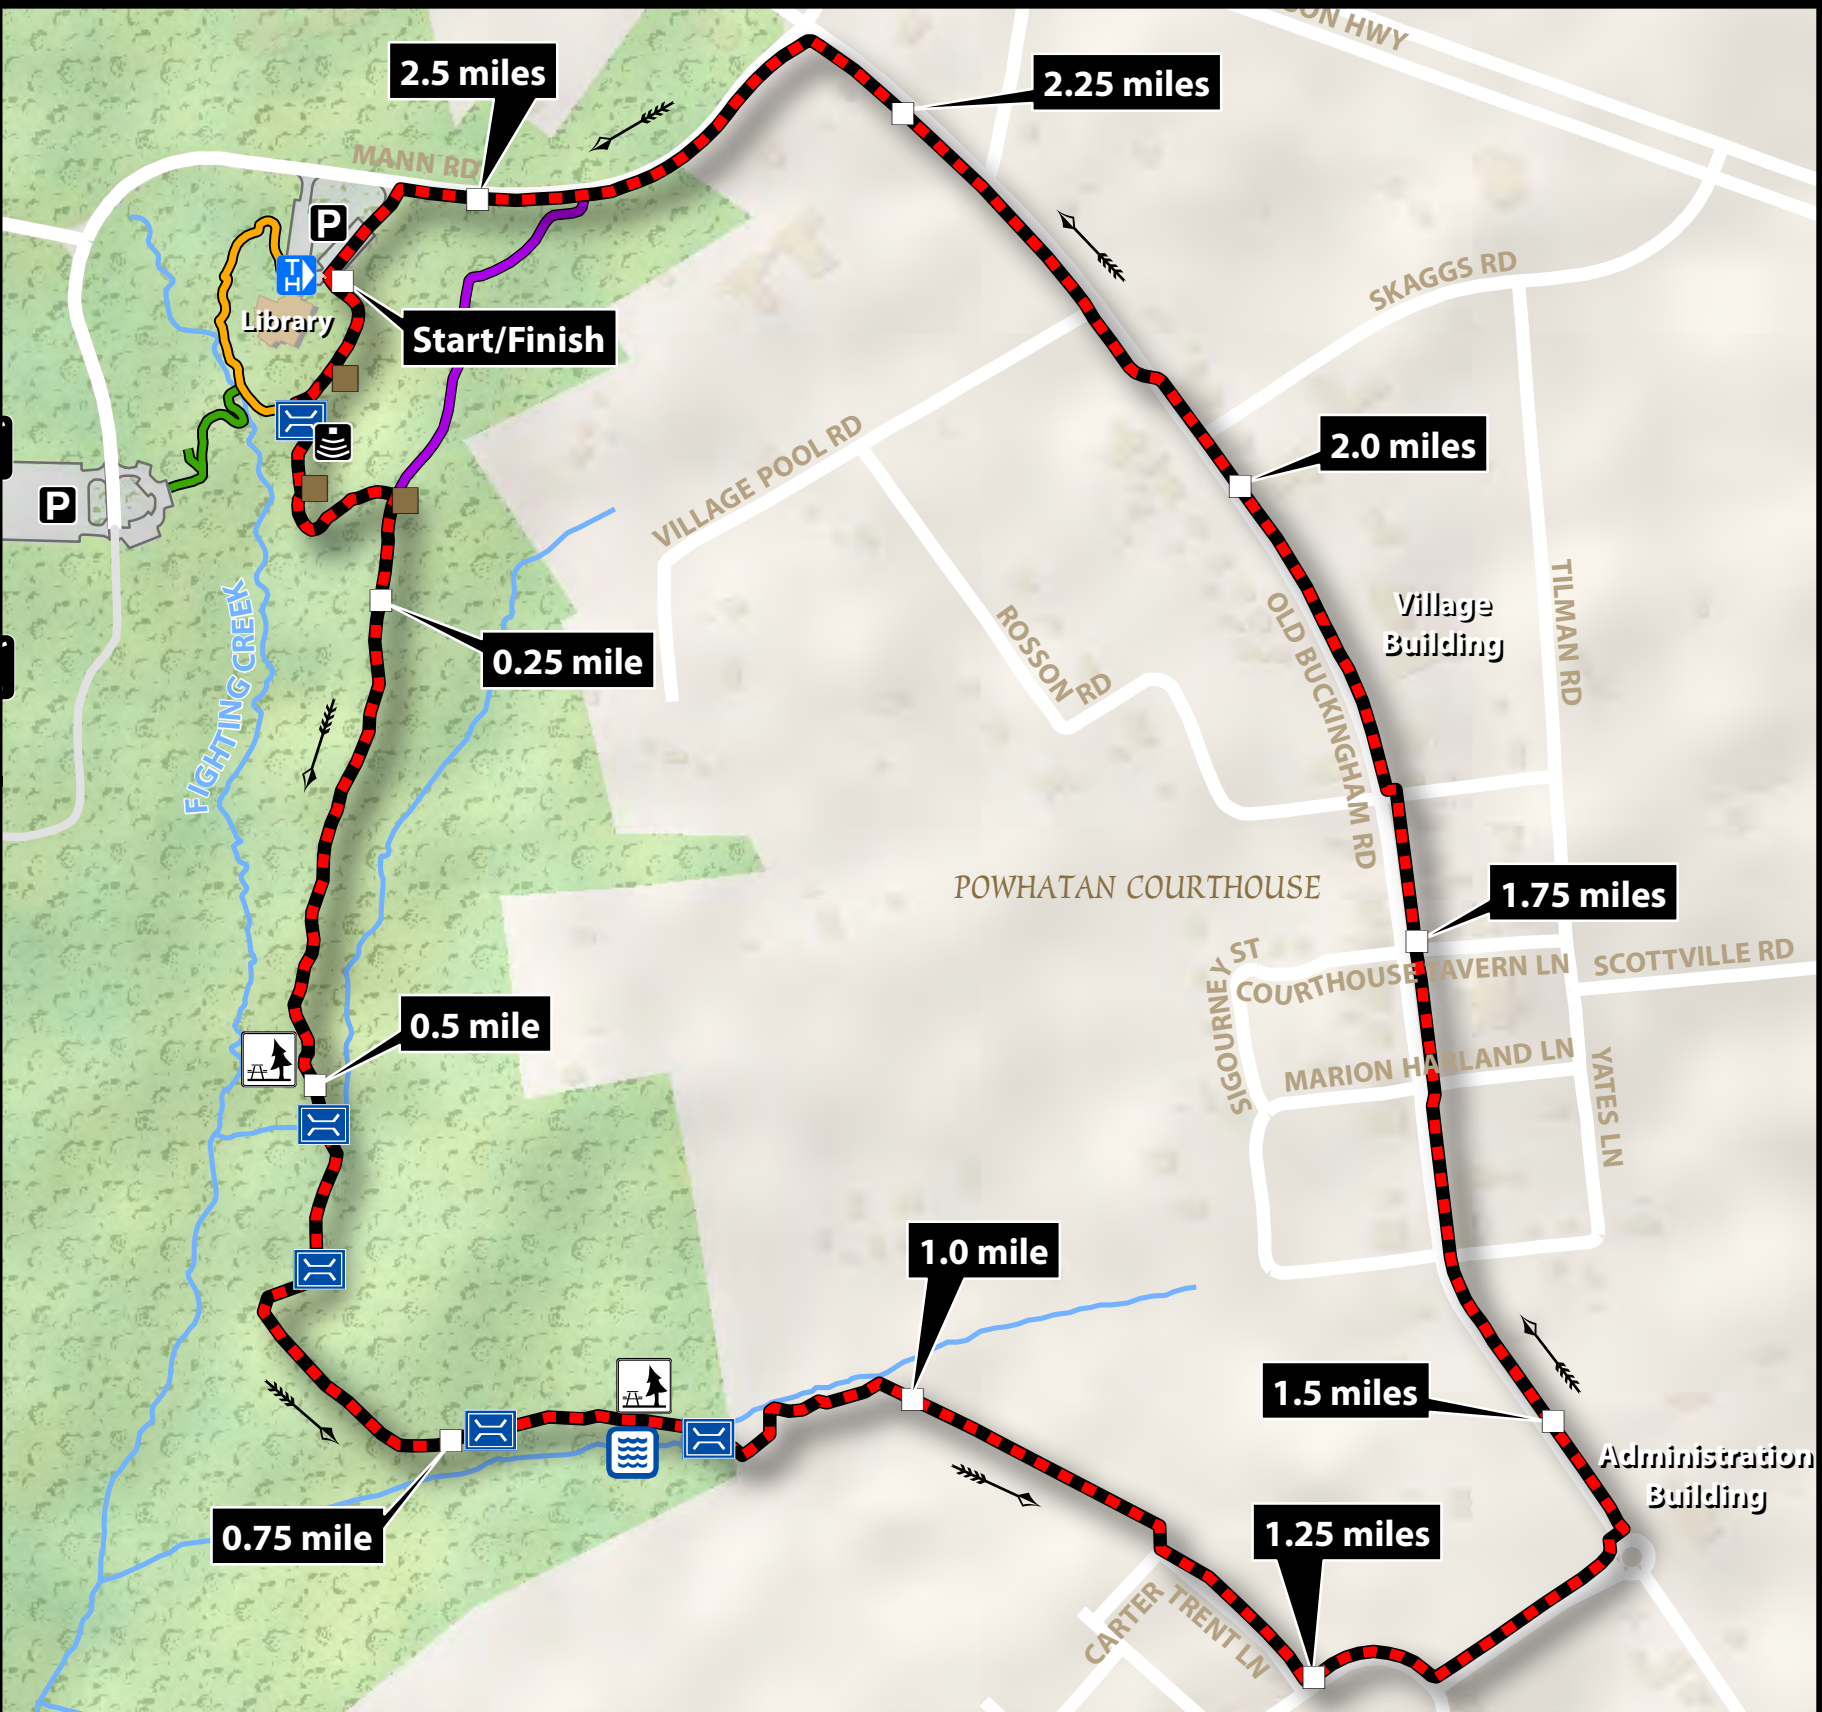 SON HWY
2.5 miles
2.25 miles
MANN RD
P
TH
Library
Start/Finish
SKAGGS RD
VILLAGE POOL RD
2.0 miles
P
ROSSON RD
OLD BUCKINGHAM RD
Village
Building
TILMAN RD
FIGHTING CREEK
0.25 mile
POWHATAN COURTHOUSE
1.75 miles
SIGOURNEY ST
COURTHOUSE TAVERN LN
SCOTTVILLE RD
0.5 mile
MARION HARLAND LN
YATES LN
1.0 mile
1.5 miles
Administration
Building
0.75 mile
1.25 miles
CARTER
TRENT LN